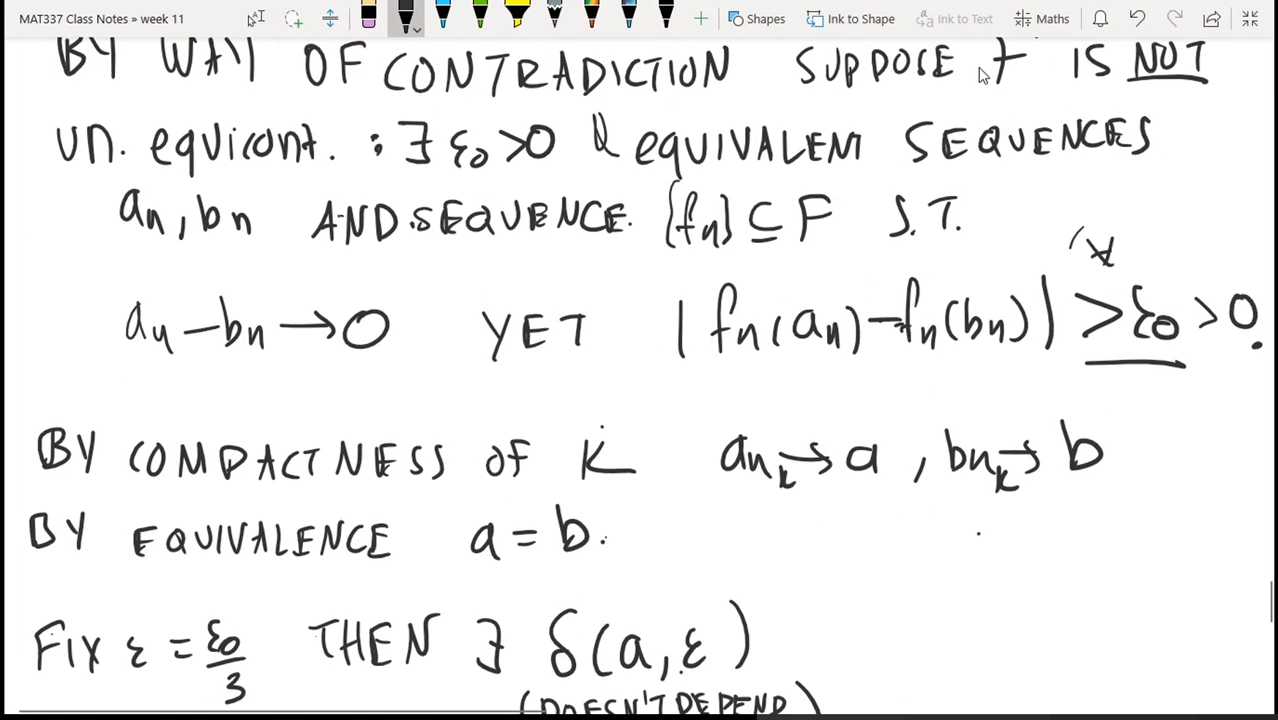 MAT337 Class Notes » week 11
Shapes Ink to Shape Ink to Text Maths
BY WAY OF CONTRADICTION SUPPOSE F IS NOT
un. equicont. : ∃ ε₀ >0 & EQUIVALENT SEQUENCES
aₙ, bₙ AND SEQUENCE {fₙ} ⊆ F S.T.
aₙ − bₙ → 0 YET | fₙ(aₙ) − fₙ(bₙ) | > ε₀ > 0.
BY COMPACTNESS OF K aₙₖ → a , bₙₖ → b
BY EQUIVALENCE a = b.
FIX ε = ε₀/3 THEN ∃ δ(a, ε)
(DOESN'T DEPEND)